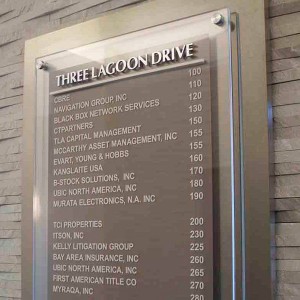 THREE LAGOON DRIVE
CBRE 100
NAVIGATION GROUP INC 110
BLACK BOX NETWORK SERVICES 120
CTPARTNERS 130
TLA CAPITAL MANAGEMENT 150
MCCARTHY ASSET MANAGEMENT, INC 155
EVART, YOUNG & HOBBS 155
KANGLAITE USA 160
B-STOCK SOLUTIONS, INC 170
UBIC NORTH AMERICA, INC 180
MURATA ELECTRONICS, N.A. INC 190
TCI PROPERTIES 200
ITSON, INC 230
KELLY LITIGATION GROUP 225
BAY AREA INSURANCE, INC 260
UBIC NORTH AMERICA, INC 265
FIRST AMERICAN TITLE CO 270
MYRAQA, INC 280